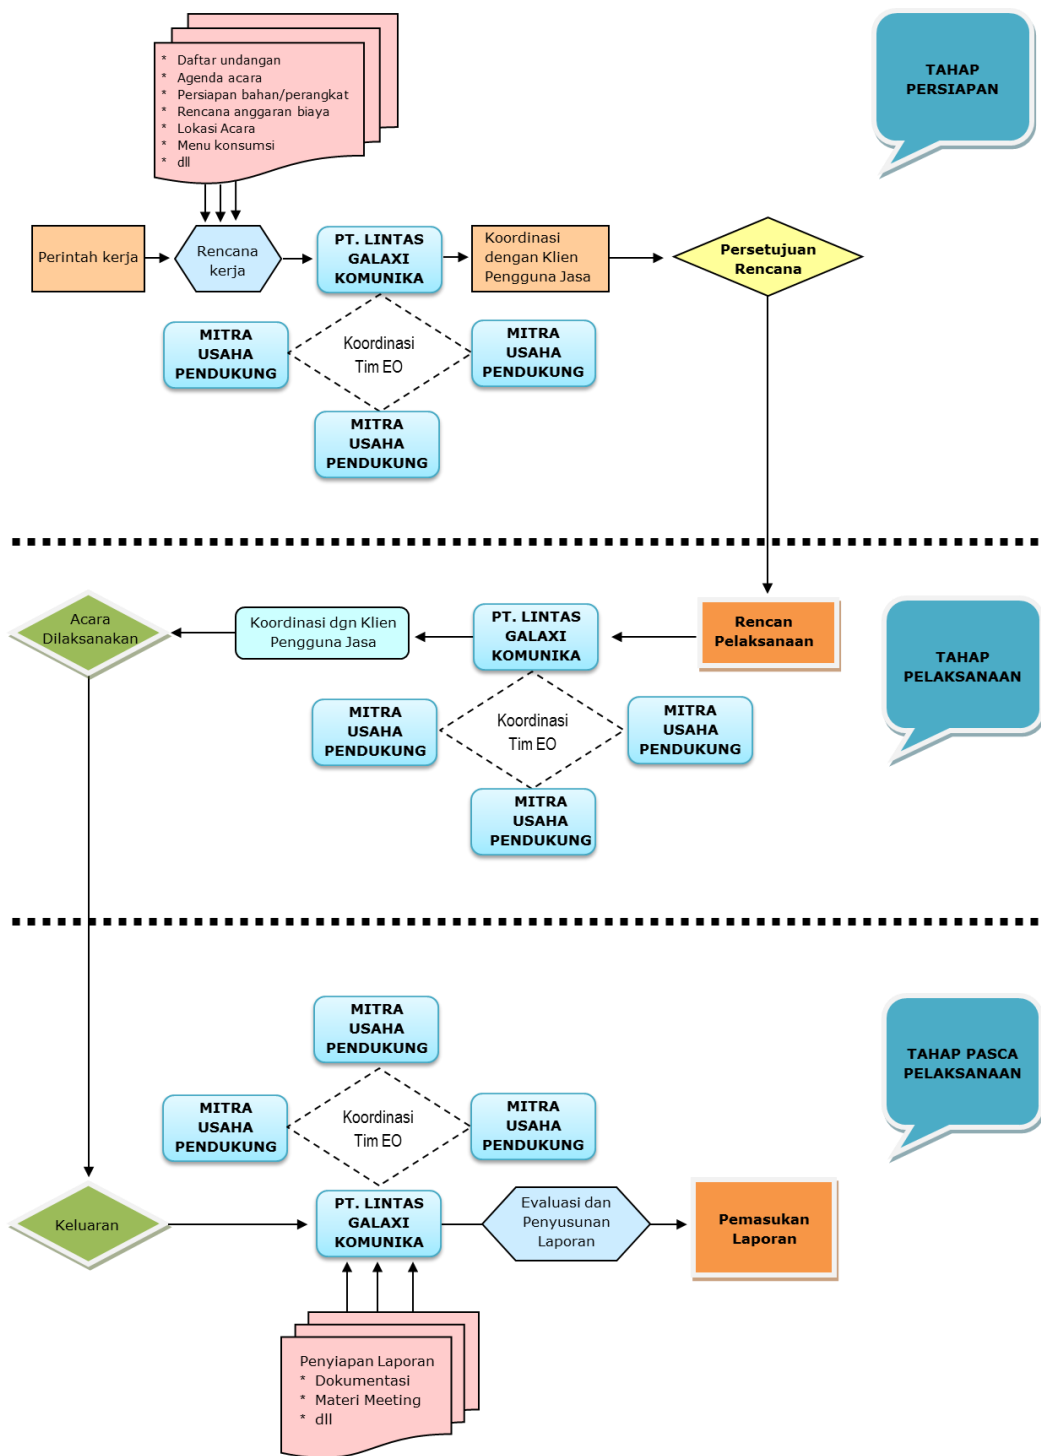 * Daftar undangan
* Agenda acara
* Persiapan bahan/perangkat
* Rencana anggaran biaya
* Lokasi Acara
* Menu konsumsi
* dll
TAHAP
PERSIAPAN
Perintah kerja
Rencana
kerja
PT. LINTAS
GALAXI
KOMUNIKA
Koordinasi
dengan Klien
Pengguna Jasa
Persetujuan
Rencana
MITRA
USAHA
PENDUKUNG
Koordinasi
Tim EO
MITRA
USAHA
PENDUKUNG
MITRA
USAHA
PENDUKUNG
Acara
Dilaksanakan
Koordinasi dgn Klien
Pengguna Jasa
PT. LINTAS
GALAXI
KOMUNIKA
Rencan
Pelaksanaan
TAHAP
PELAKSANAAN
MITRA
USAHA
PENDUKUNG
Koordinasi
Tim EO
MITRA
USAHA
PENDUKUNG
MITRA
USAHA
PENDUKUNG
MITRA
USAHA
PENDUKUNG
TAHAP PASCA
PELAKSANAAN
MITRA
USAHA
PENDUKUNG
Koordinasi
Tim EO
MITRA
USAHA
PENDUKUNG
Keluaran
PT. LINTAS
GALAXI
KOMUNIKA
Evaluasi dan
Penyusunan
Laporan
Pemasukan
Laporan
Penyiapan Laporan
* Dokumentasi
* Materi Meeting
* dll